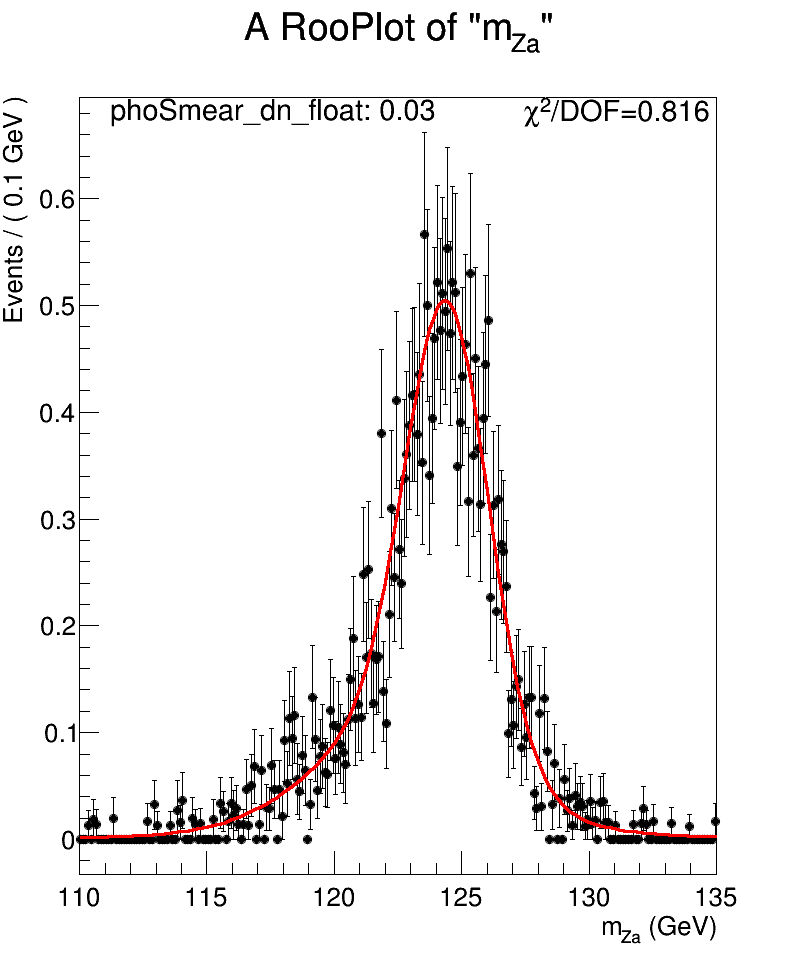 A RooPlot of "m_Za"
phoSmear_dn_float: 0.03
χ²/DOF=0.816
Events / ( 0.1 GeV )
0.6
0.5
0.4
0.3
0.2
0.1
0
110 115 120 125 130 135
m_Za (GeV)